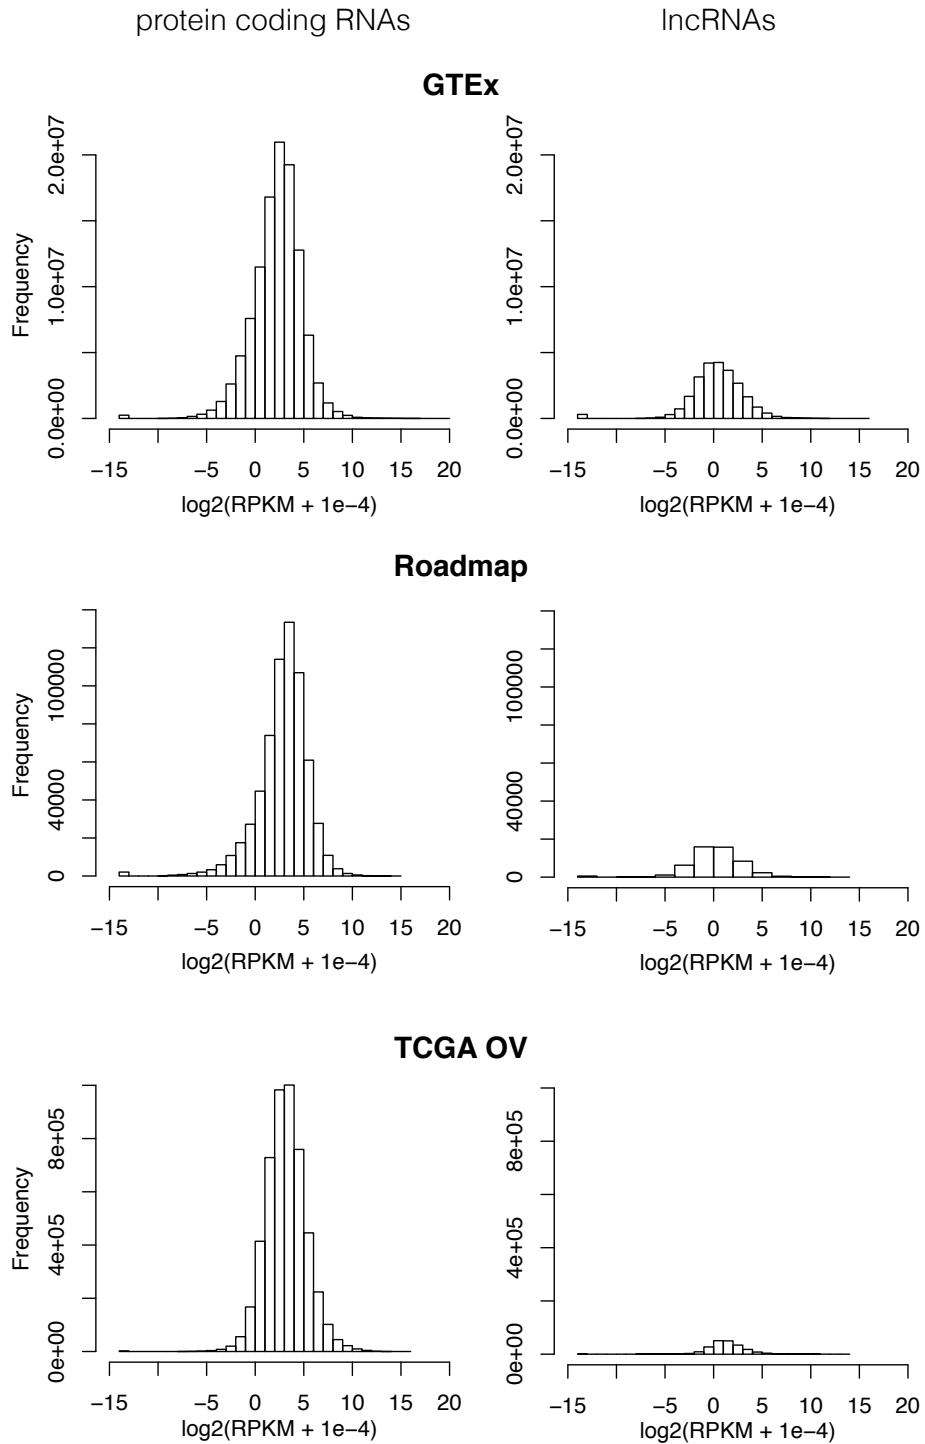 protein coding RNAs lncRNAs
GTEx
Frequency
0.0e+00 1.0e+07 2.0e+07
−15 −5 0 5 10 15 20
log2(RPKM + 1e−4)
0.0e+00 1.0e+07 2.0e+07
−15 −5 0 5 10 15 20
log2(RPKM + 1e−4)
Roadmap
Frequency
0 40000 100000
−15 −5 0 5 10 15 20
log2(RPKM + 1e−4)
0 40000 100000
−15 −5 0 5 10 15 20
log2(RPKM + 1e−4)
TCGA OV
Frequency
0e+00 4e+05 8e+05
−15 −5 0 5 10 15 20
log2(RPKM + 1e−4)
0e+00 4e+05 8e+05
−15 −5 0 5 10 15 20
log2(RPKM + 1e−4)